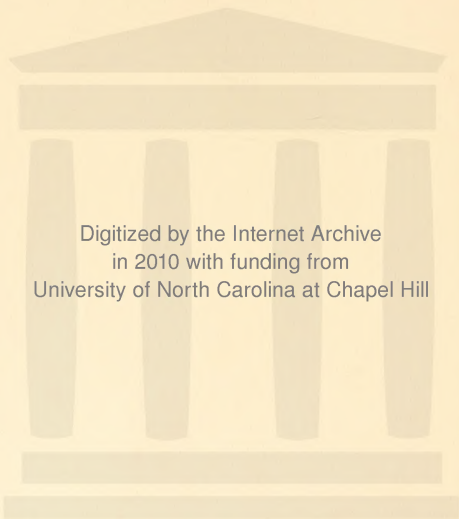 Digitized by the Internet Archive
in 2010 with funding from
University of North Carolina at Chapel Hill